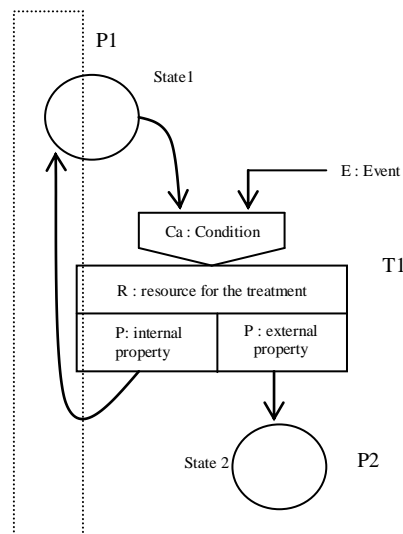 P1
State1
E : Event
Ca : Condition
T1
R : resource for the treatment
P: internal
property
P : external
property
State 2
P2